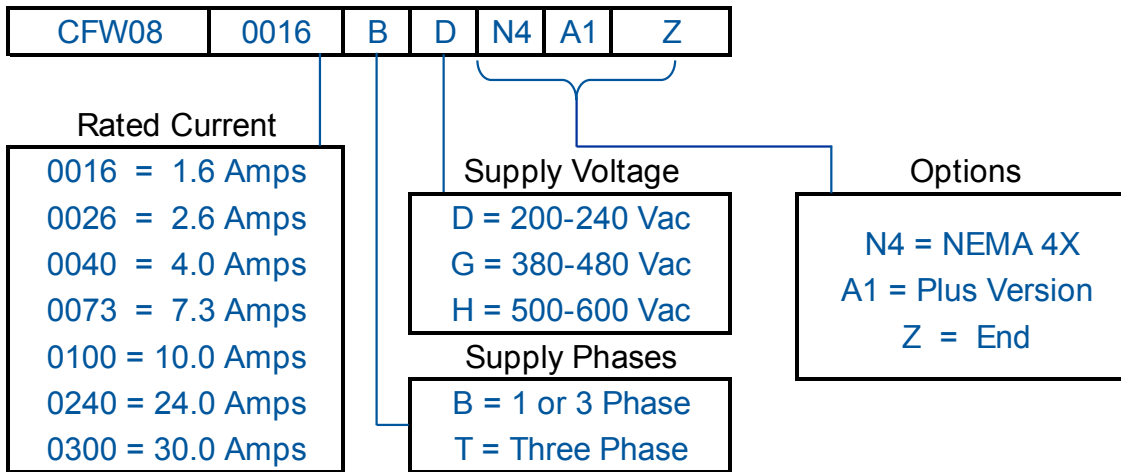 CFW08 0016 B D N4 A1 Z
Rated Current
0016 = 1.6 Amps
0026 = 2.6 Amps
0040 = 4.0 Amps
0073 = 7.3 Amps
0100 = 10.0 Amps
0240 = 24.0 Amps
0300 = 30.0 Amps
Supply Voltage
D = 200-240 Vac
G = 380-480 Vac
H = 500-600 Vac
Supply Phases
B = 1 or 3 Phase
T = Three Phase
Options
N4 = NEMA 4X
A1 = Plus Version
Z = End